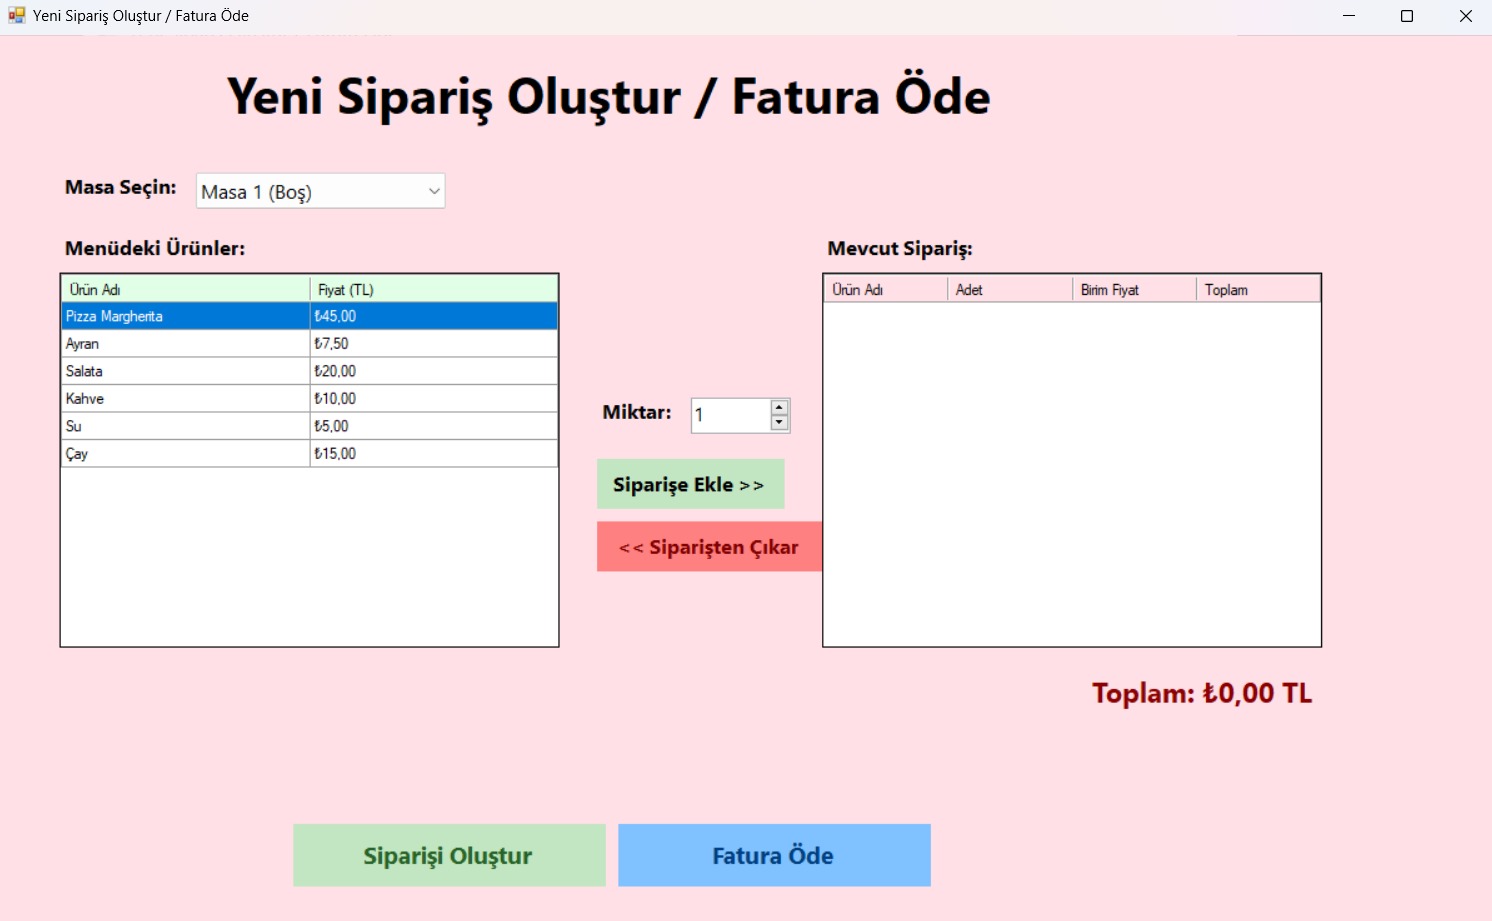 Yeni Sipariş Oluştur / Fatura Öde
Yeni Sipariş Oluştur / Fatura Öde
Masa Seçin: Masa 1 (Boş)
Menüdeki Ürünler:
Ürün Adı Fiyat (TL)
Pizza Margherita ₺45,00
Ayran ₺7,50
Salata ₺20,00
Kahve ₺10,00
Su ₺5,00
Çay ₺15,00
Miktar: 1
Siparişe Ekle >>
<< Siparişten Çıkar
Mevcut Sipariş:
Ürün Adı Adet Birim Fiyat Toplam
Toplam: ₺0,00 TL
Siparişi Oluştur
Fatura Öde